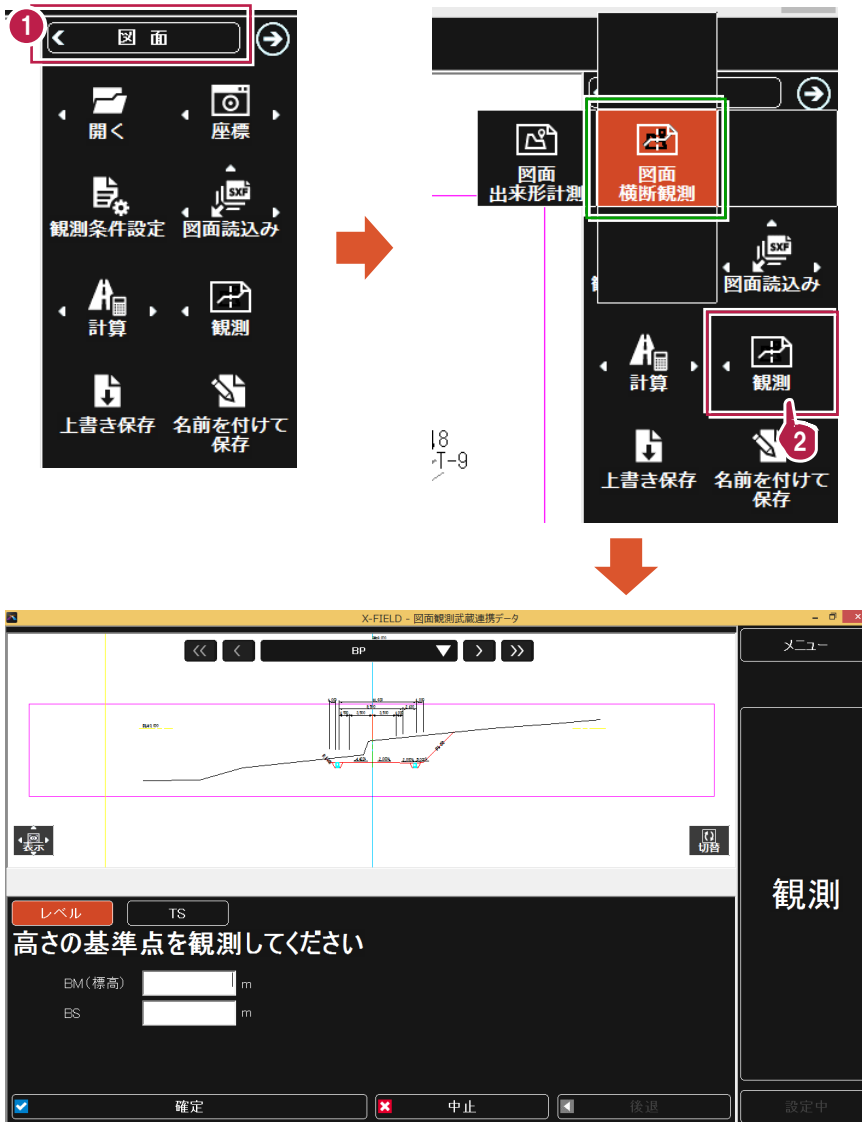 1
図 面
開く
座標
観測条件設定
SXF
図面読込み
計算
観測
上書き保存
名前を付けて
保存
図面
出来形計測
図面
横断観測
SXF
図面読込み
計算
観測
2
上書き保存
名前を付けて
保存
T-9
X-FIELD - 図面観測武蔵連携データ
BP
メニュー
表示
切替
観測
レベル
TS
高さの基準点を観測してください
BM(標高)
m
BS
m
確定
中止
後退
設定中